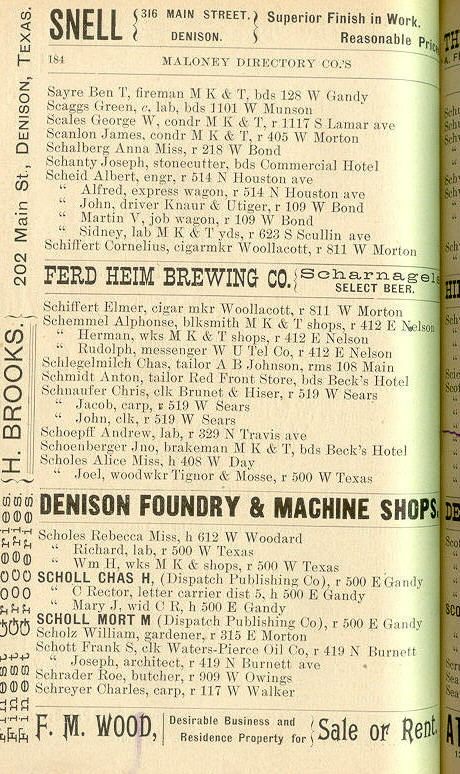 SNELL { 316 MAIN STREET, DENISON. } Superior Finish in Work.
Reasonable
184 MALONEY DIRECTORY CO.'S
Sayre Ben T, fireman M K & T, bds 128 W Gandy
Scaggs Green, c, lab, bds 1101 W Munson
Scales George W, condr M K & T, r 1117 S Lamar ave
Scanlon James, condr M K & T, r 405 W Morton
Schalberg Anna Miss, r 218 W Bond
Schanty Joseph, stonecutter, bds Commercial Hotel
Scheid Albert, engr, r 514 N Houston ave
“ Alfred, express wagon, r 514 N Houston ave
“ John, driver Knaur & Utiger, r 109 W Bond
“ Martin V, job wagon, r 109 W Bond
“ Sidney, lab M K & T yds, r 623 S Scullin ave
Schiffert Cornelius, cigarmkr Woollacott, r 811 W Morton
FERD HEIM BREWING CO. { Scharnagels
SELECT BEER.
Schiffert Elmer, cigar mkr Woollacott, r 811 W Morton
Schemmel Alphonse, blksmith M K & T shops, r 412 E Nelson
“ Herman, wks M K & T shops, r 412 E Nelson
“ Rudolph, messenger W U Tel Co, r 412 E Nelson
Schlegelmilch Chas, tailor A B Johnson, rms 108 Main
Schmidt Anton, tailor Red Front Store, bds Beck's Hotel
Schnaufer Chris, clk Brunet & Hiser, r 519 W Sears
“ Jacob, carp, r 519 W Sears
“ John, clk, r 519 W Sears
Schoepff Andrew, lab, r 329 N Travis ave
Schoenberger Jno, brakeman M K & T, bds Beck's Hotel
Scholes Alice Miss, h 408 W Day
“ Joel, woodwkr Tignor & Mosse, r 500 W Texas
DENISON FOUNDRY & MACHINE SHOPS.
Scholes Rebecca Miss, h 612 W Woodard
“ Richard, lab, r 500 W Texas
“ Wm H, wks M K & shops, r 500 W Texas
SCHOLL CHAS H, (Dispatch Publishing Co), r 500 E Gandy
“ C Rector, letter carrier dist 5, h 500 E Gandy
“ Mary J, wid C R, h 500 E Gandy
SCHOLL MORT M (Dispatch Publishing Co), r 500 E Gandy
Scholz William, gardener, r 315 E Morton
Schott Frank S, clk Waters-Pierce Oil Co, r 419 N Burnett
“ Joseph, architect, r 419 N Burnett ave
Schrader Roe, butcher, r 909 W Owings
Schreyer Charles, carp, r 117 W Walker
F. M. WOOD, | Desirable Business and
Residence Property for { Sale or Rent.
H. BROOKS. } 202 Main St., DENISON, TEXAS.
Finest Groceries.